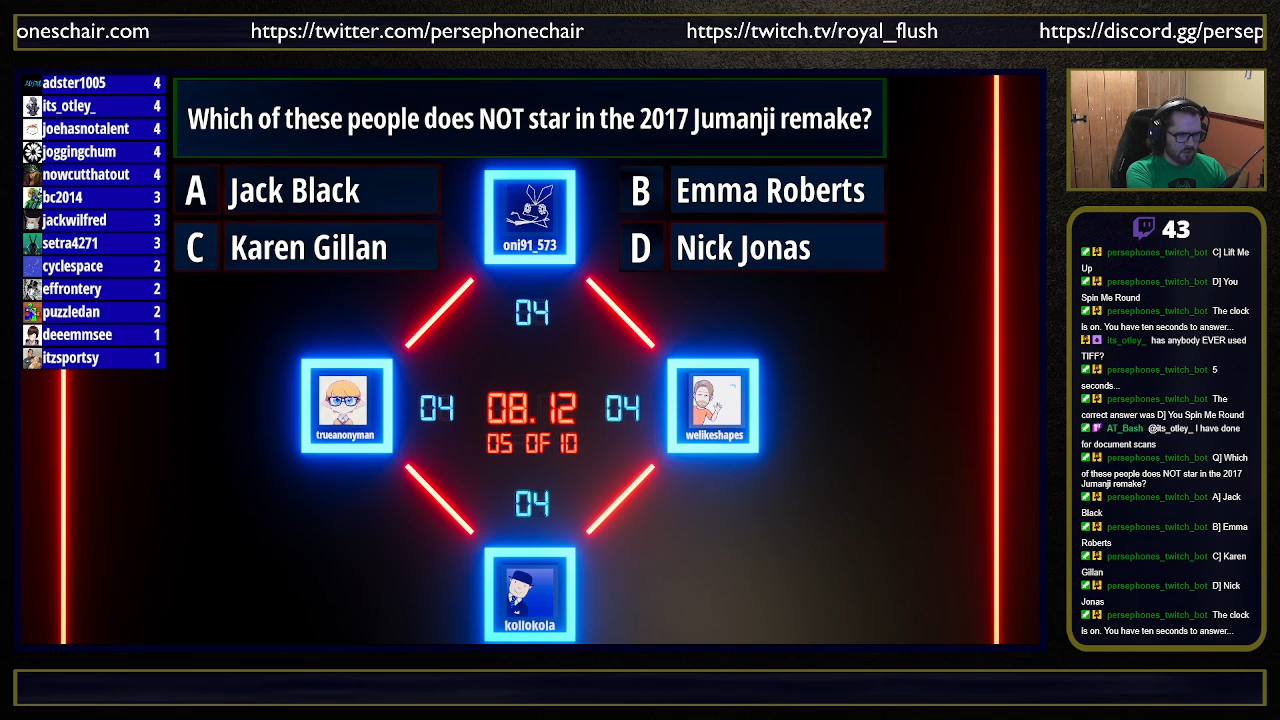 oneschair.com https://twitter.com/persephonechair https://twitch.tv/royal_flush https://discord.gg/persep
adster1005 4
its_otley_ 4
joehasnotalent 4
joggingchum 4
nowcutthatout 4
bc2014 3
jackwilfred 3
setra4271 3
cyclespace 2
effrontery 2
puzzledan 2
deeemmsee 1
itzsportsy 1
Which of these people does NOT star in the 2017 Jumanji remake?
A Jack Black
B Emma Roberts
C Karen Gillan
D Nick Jonas
oni91_573
04
trueanonyman
04
08.12
05 OF 10
04
welikeshapes
04
kollokola
43
persephones_twitch_bot C] Lift Me
Up
persephones_twitch_bot D] You
Spin Me Round
persephones_twitch_bot The clock
is on. You have ten seconds to answer...
its_otley_ has anybody EVER used
TIFF?
persephones_twitch_bot 5
seconds...
persephones_twitch_bot The
correct answer was D] You Spin Me Round
AT_Bash @its_otley_ I have done
for document scans
persephones_twitch_bot Q] Which
of these people does NOT star in the 2017
Jumanji remake?
persephones_twitch_bot A] Jack
Black
persephones_twitch_bot B] Emma
Roberts
persephones_twitch_bot C] Karen
Gillan
persephones_twitch_bot D] Nick
Jonas
persephones_twitch_bot The clock
is on. You have ten seconds to answer...